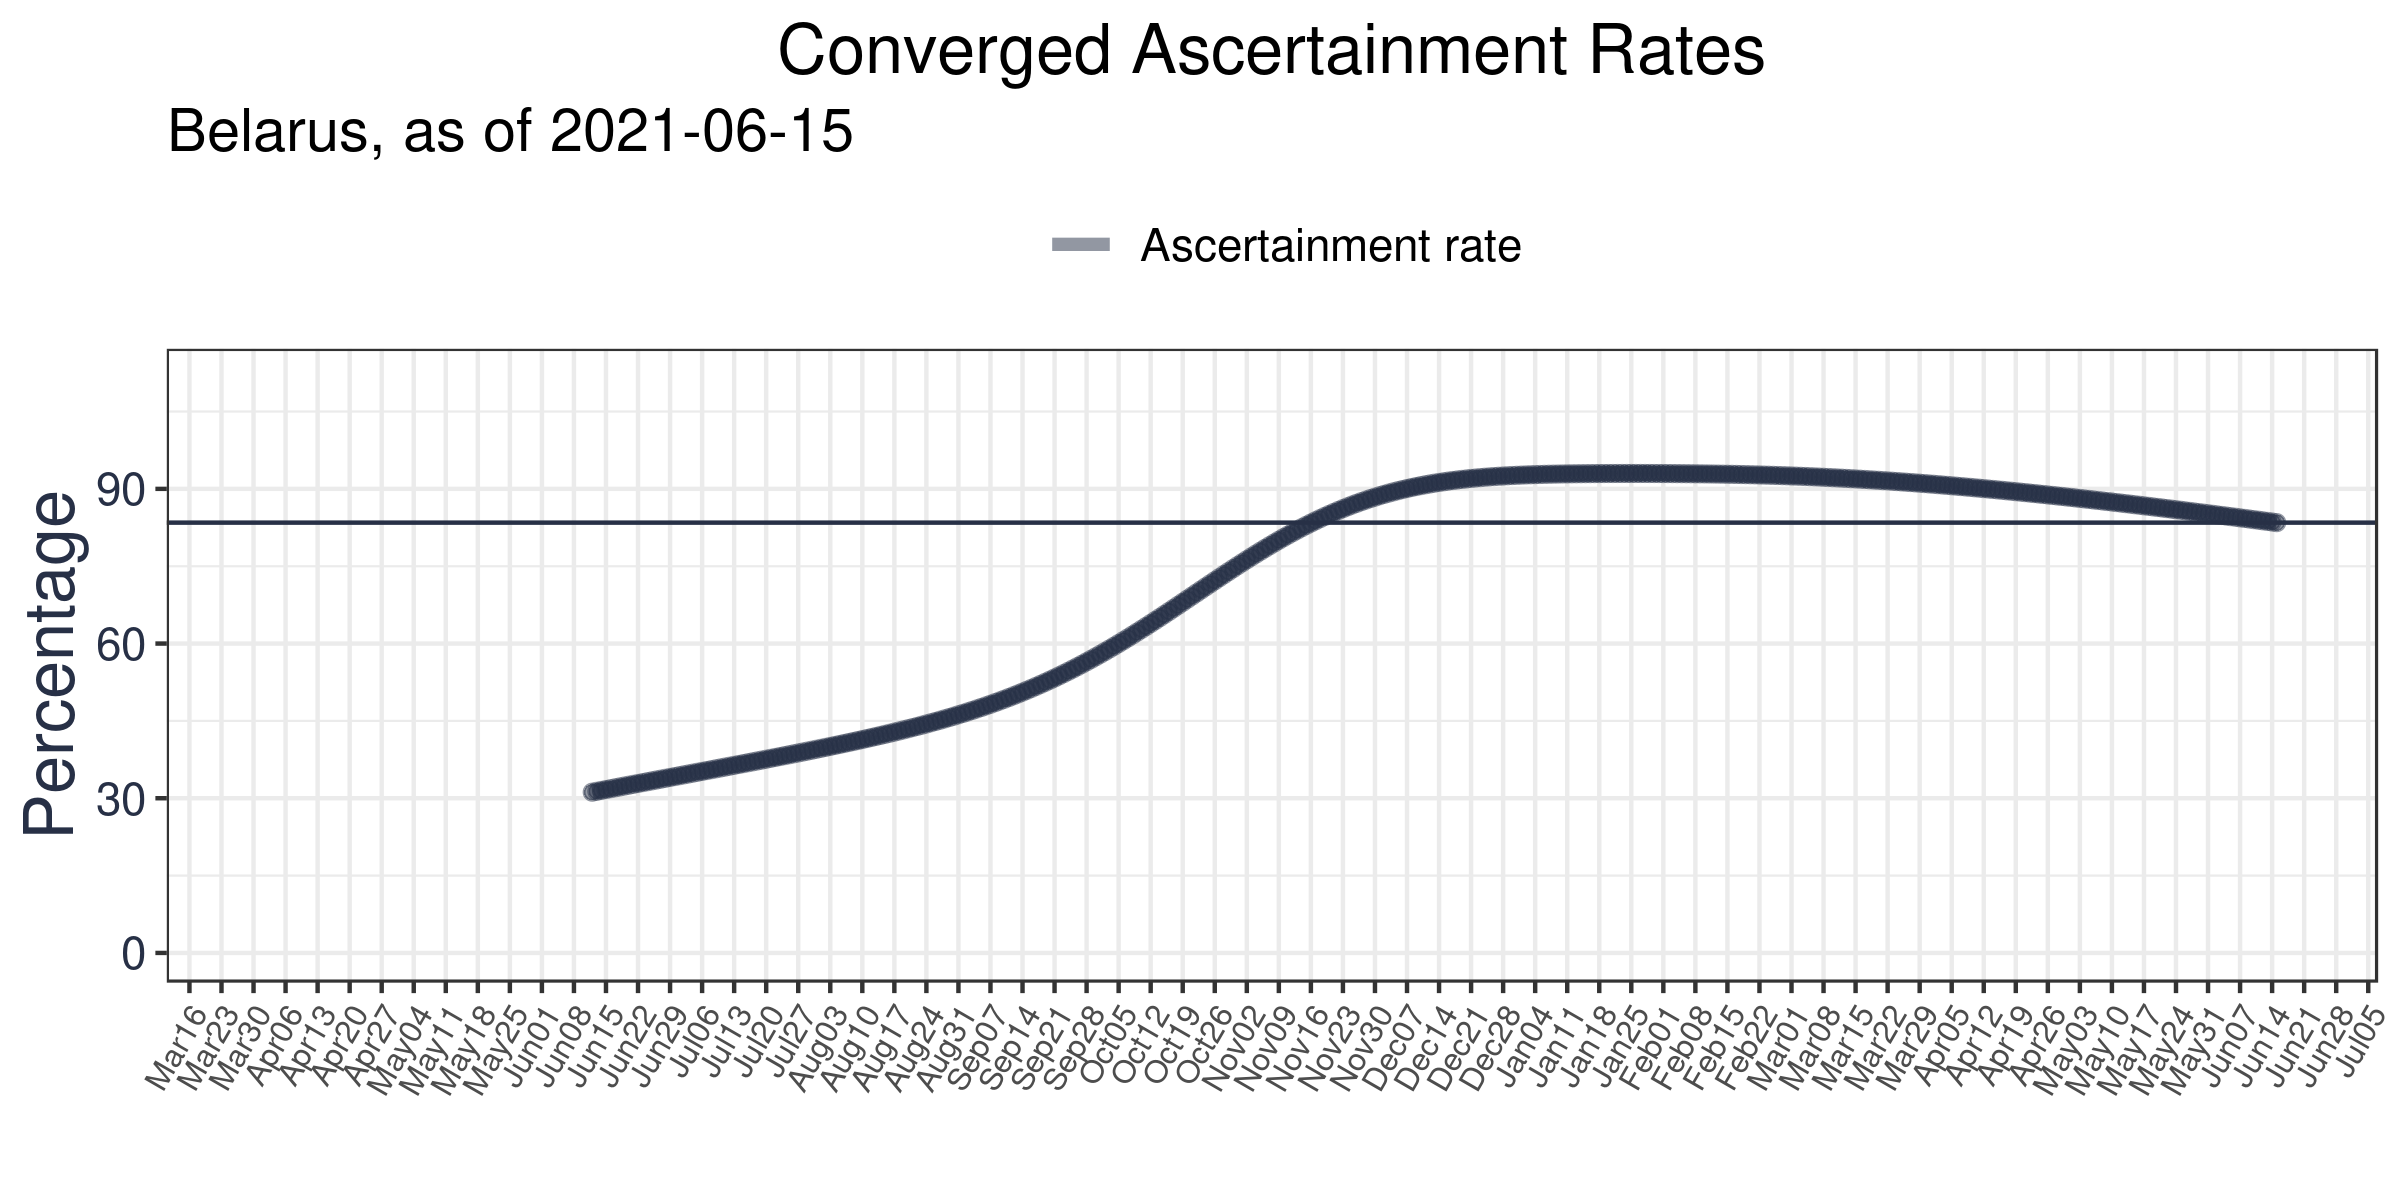 Converged Ascertainment Rates
Belarus, as of 2021-06-15
Ascertainment rate
Percentage
90
60
30
0
Mar16
Mar23
Mar30
Apr06
Apr13
Apr20
Apr27
May04
May11
May18
May25
Jun01
Jun08
Jun15
Jun22
Jun29
Jul06
Jul13
Jul20
Jul27
Aug03
Aug10
Aug17
Aug24
Aug31
Sep07
Sep14
Sep21
Sep28
Oct05
Oct12
Oct19
Oct26
Nov02
Nov09
Nov16
Nov23
Nov30
Dec07
Dec14
Dec21
Dec28
Jan04
Jan11
Jan18
Jan25
Feb01
Feb08
Feb15
Feb22
Mar01
Mar08
Mar15
Mar22
Mar29
Apr05
Apr12
Apr19
Apr26
May03
May10
May17
May24
May31
Jun07
Jun14
Jun21
Jun28
Jul05